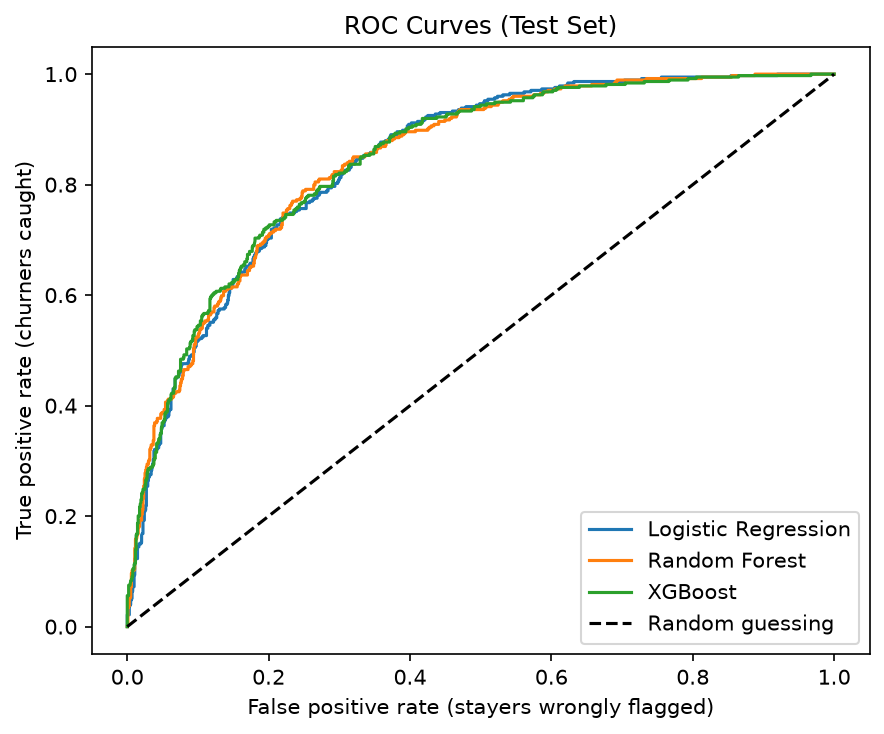 ROC Curves (Test Set)
True positive rate (churners caught)
1.0
0.8
0.6
0.4
0.2
0.0
Logistic Regression
Random Forest
XGBoost
Random guessing
0.0 0.2 0.4 0.6 0.8 1.0
False positive rate (stayers wrongly flagged)